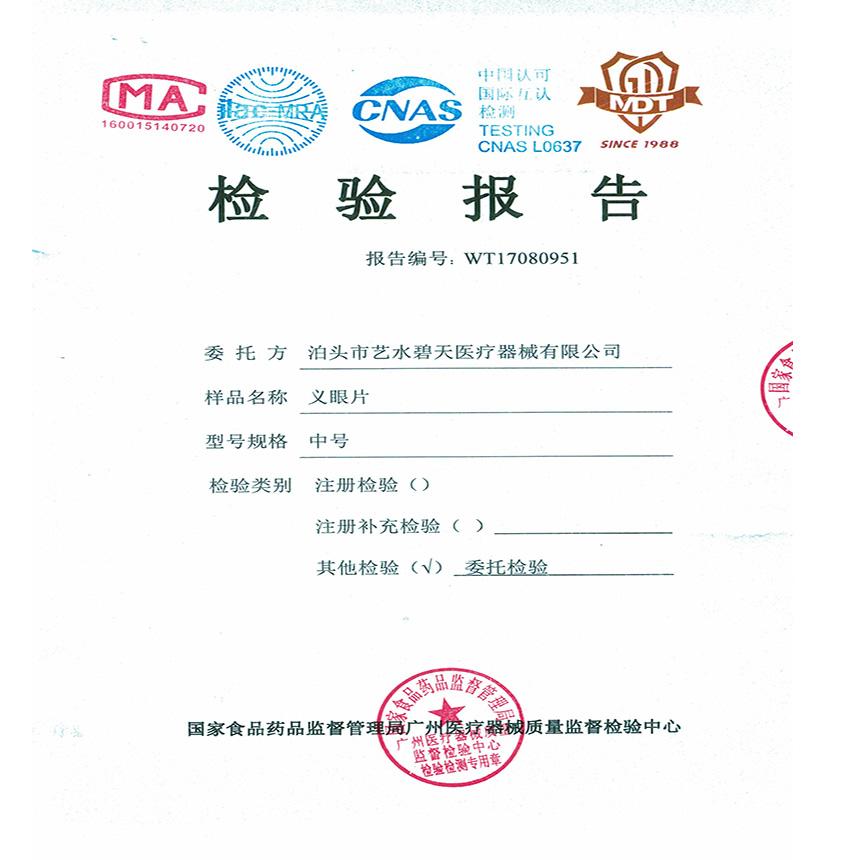 MA
160015140720
ilac-MRA
CNAS
中国认可
国际互认
检测
TESTING
CNAS L0637
MDT
SINCE 1988
检验报告
报告编号：WT17080951
委托方 泊头市艺水碧天医疗器械有限公司
样品名称 义眼片
型号规格 中号
检验类别 注册检验（）
注册补充检验（ ）
其他检验（√） 委托检验
国家食品药品监督管理局广州医疗器械质量监督检验中心
国家食品药品监督管理局
广州医疗器械质量
监督检验中心
检验检测专用章